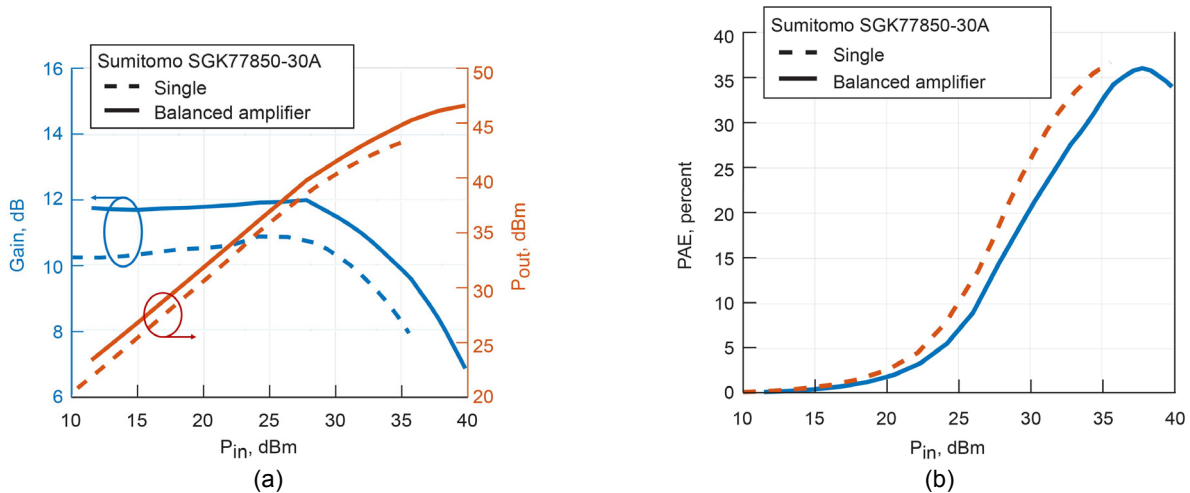 Sumitomo SGK77850-30A
Single
Balanced amplifier
16
14
12
10
8
6
Gain, dB
50
45
40
35
30
25
20
Pout, dBm
10 15 20 25 30 35 40
Pin, dBm
(a)
Sumitomo SGK77850-30A
Single
Balanced amplifier
40
35
30
25
20
15
10
5
0
PAE, percent
10 15 20 25 30 35 40
Pin, dBm
(b)